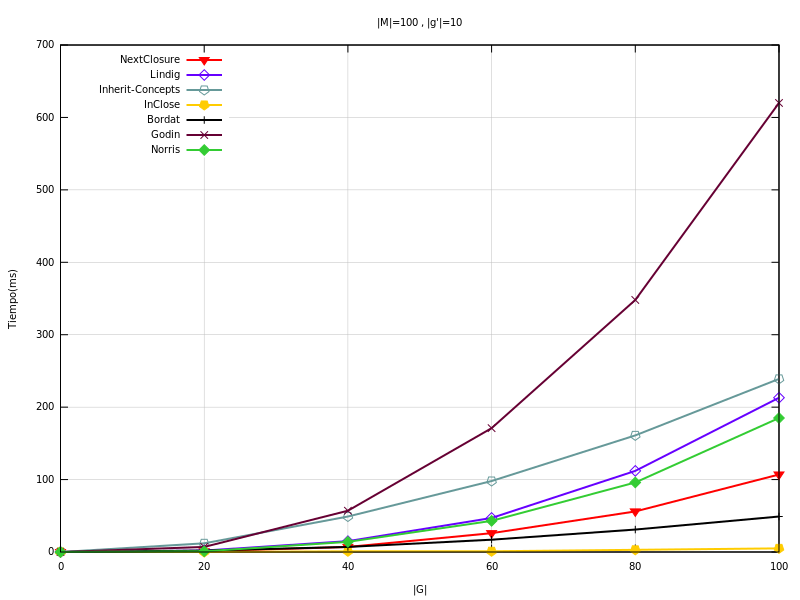 |M|=100 , |g'|=10
700
600
500
400
300
200
100
0
Tiempo(ms)
NextClosure
Lindig
Inherit-Concepts
InClose
Bordat
Godin
Norris
0
20
40
60
80
100
|G|